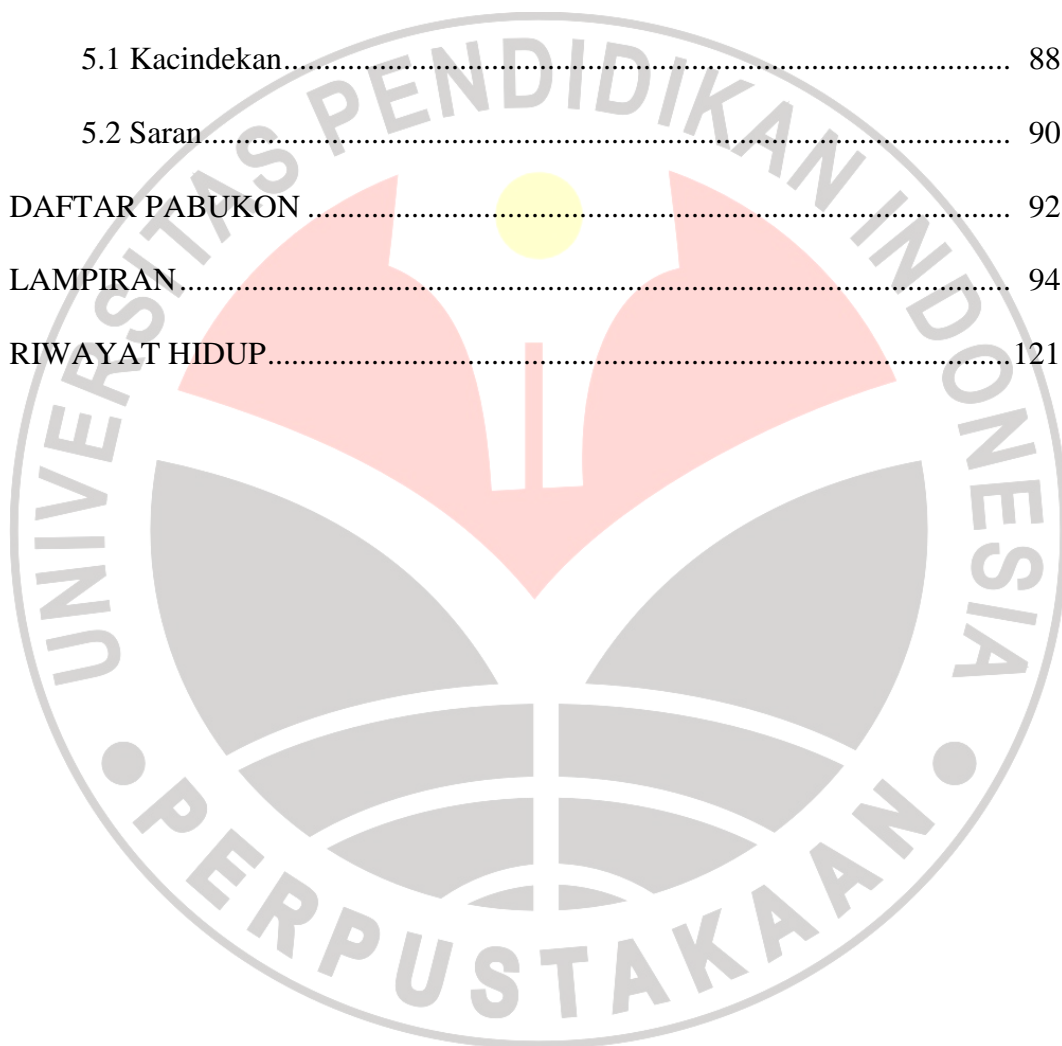 5.1 Kacindekan........................................................................................ 88
5.2 Saran.................................................................................................. 90
DAFTAR PABUKON ..................................................................................... 92
LAMPIRAN..................................................................................................... 94
RIWAYAT HIDUP..........................................................................................121
UNIVERSITAS PENDIDIKAN INDONESIA
PERPUSTAKAAN